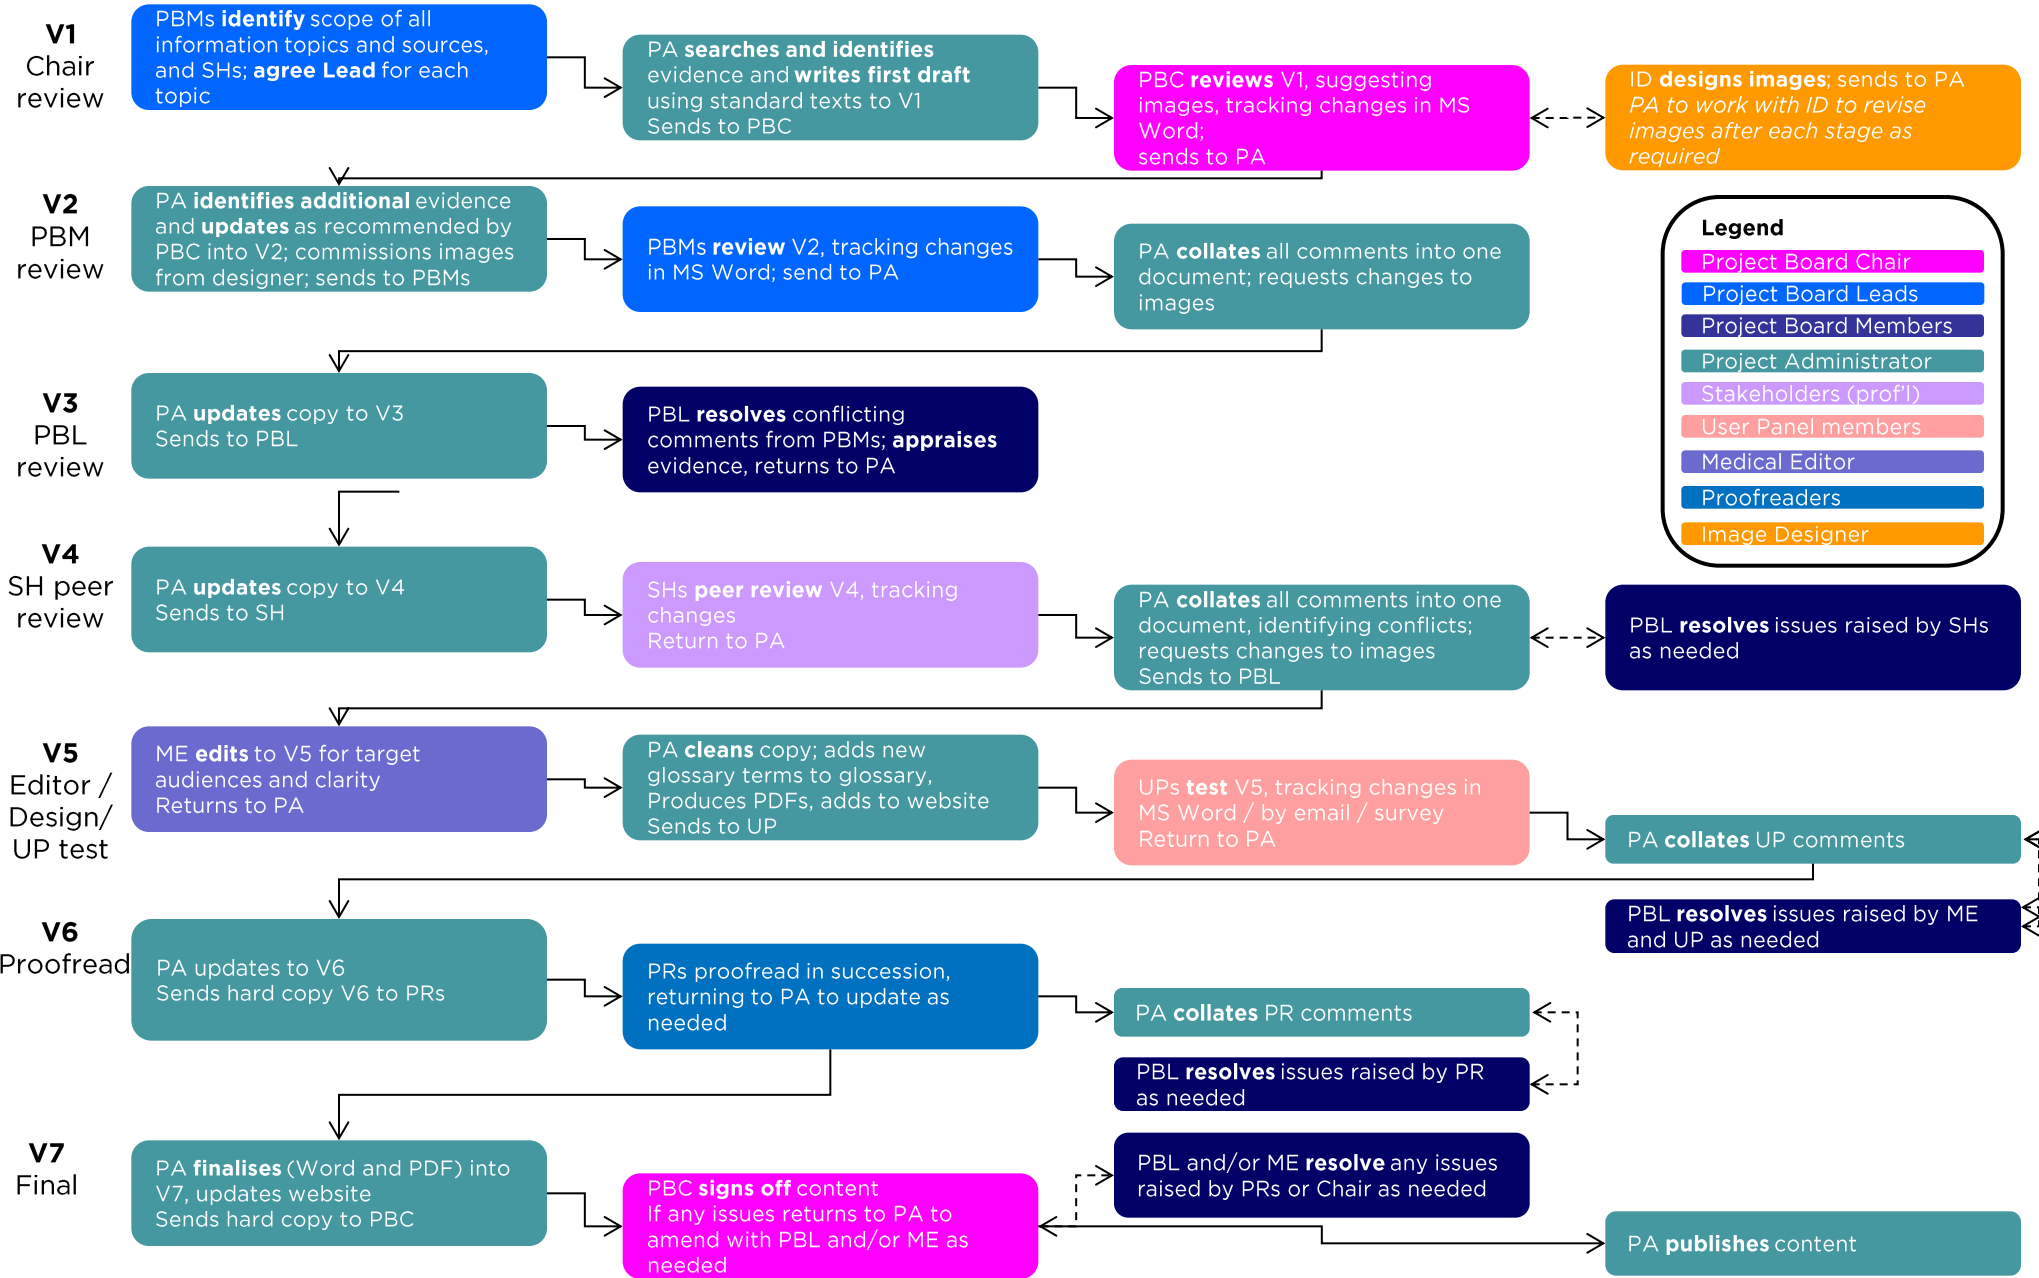 V1
Chair
review
PBMs identify scope of all
information topics and sources,
and SHs; agree Lead for each
topic
PA searches and identifies
evidence and writes first draft
using standard texts to V1
Sends to PBC
PBC reviews V1, suggesting
images, tracking changes in MS
Word;
sends to PA
ID designs images; sends to PA
PA to work with ID to revise
images after each stage as
required
V2
PBM
review
PA identifies additional evidence
and updates as recommended by
PBC into V2; commissions images
from designer; sends to PBMs
PBMs review V2, tracking changes
in MS Word; send to PA
PA collates all comments into one
document; requests changes to
images
Legend
Project Board Chair
Project Board Leads
Project Board Members
Project Administrator
Stakeholders (prof'l)
User Panel members
Medical Editor
Proofreaders
Image Designer
V3
PBL
review
PA updates copy to V3
Sends to PBL
PBL resolves conflicting
comments from PBMs; appraises
evidence, returns to PA
V4
SH peer
review
PA updates copy to V4
Sends to SH
SHs peer review V4, tracking
changes
Return to PA
PA collates all comments into one
document, identifying conflicts;
requests changes to images
Sends to PBL
PBL resolves issues raised by SHs
as needed
V5
Editor /
Design/
UP test
ME edits to V5 for target
audiences and clarity
Returns to PA
PA cleans copy; adds new
glossary terms to glossary,
Produces PDFs, adds to website
Sends to UP
UPs test V5, tracking changes in
MS Word / by email / survey
Return to PA
PA collates UP comments
PBL resolves issues raised by ME
and UP as needed
V6
Proofread
PA updates to V6
Sends hard copy V6 to PRs
PRs proofread in succession,
returning to PA to update as
needed
PA collates PR comments
PBL resolves issues raised by PR
as needed
V7
Final
PA finalises (Word and PDF) into
V7, updates website
Sends hard copy to PBC
PBC signs off content
If any issues returns to PA to
amend with PBL and/or ME as
needed
PBL and/or ME resolve any issues
raised by PRs or Chair as needed
PA publishes content